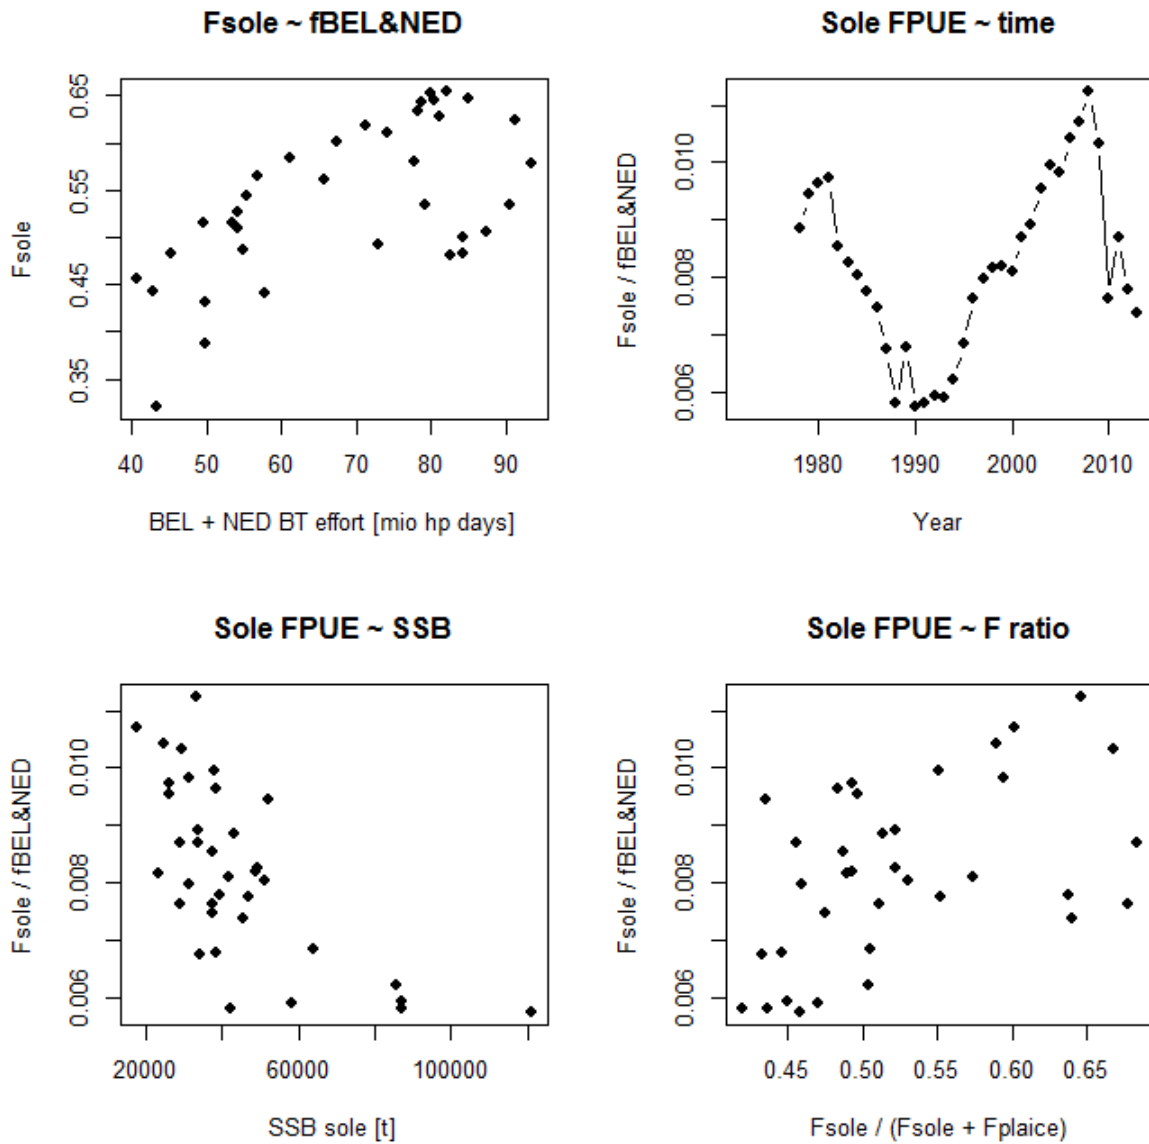 Fsole ~ fBEL&NED
Fsole
0.65
0.55
0.45
0.35
40 50 60 70 80 90
BEL + NED BT effort [mio hp days]
Sole FPUE ~ time
Fsole / fBEL&NED
0.010
0.008
0.006
1980 1990 2000 2010
Year
Sole FPUE ~ SSB
Fsole / fBEL&NED
0.010
0.008
0.006
20000 60000 100000
SSB sole [t]
Sole FPUE ~ F ratio
Fsole / fBEL&NED
0.010
0.008
0.006
0.45 0.50 0.55 0.60 0.65
Fsole / (Fsole + Fplaice)